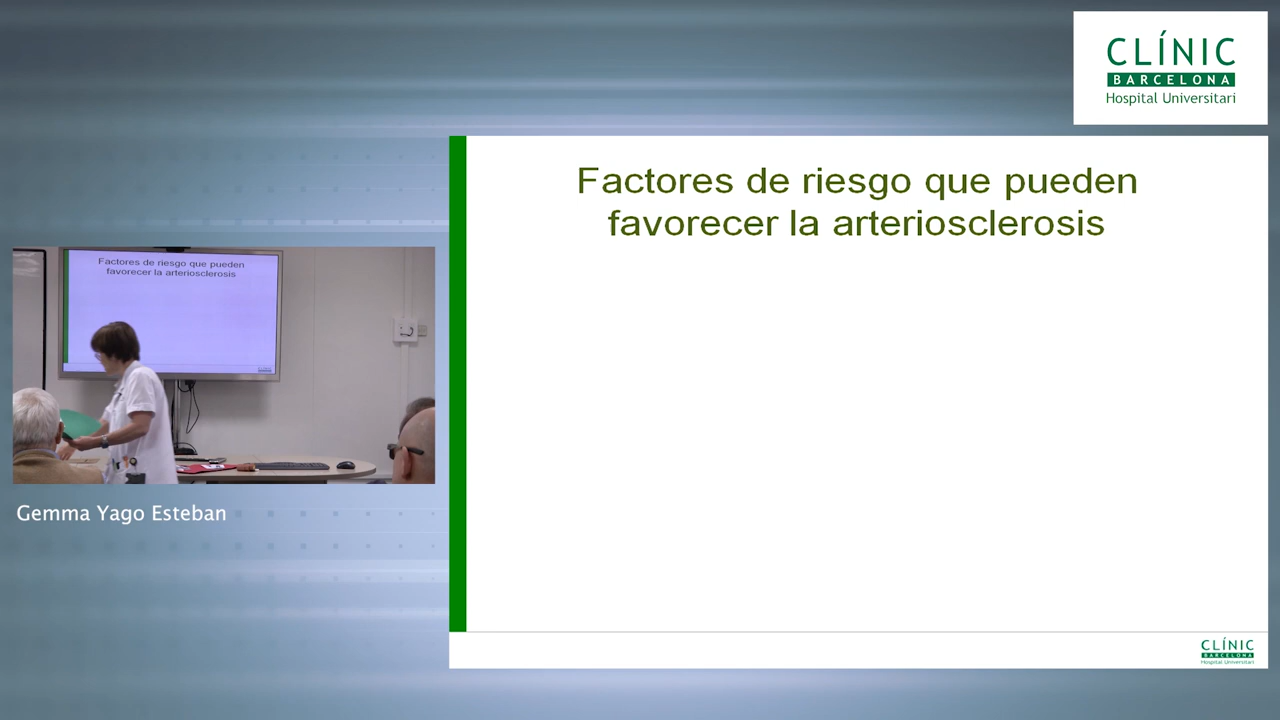 CLÍNIC
BARCELONA
Hospital Universitari
Factores de riesgo que pueden
favorecer la arteriosclerosis
Factores de riesgo que pueden
favorecer la arteriosclerosis
Gemma Yago Esteban
CLÍNIC
BARCELONA
Hospital Universitari